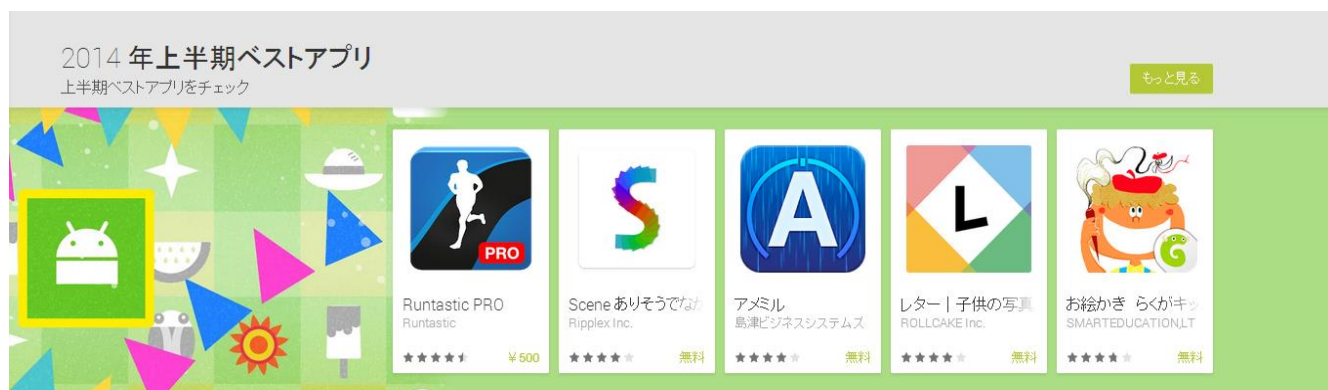 2014 年上半期ベストアプリ
上半期ベストアプリをチェック
もっと見る
PRO
Runtastic PRO
Runtastic
¥500
S
Scene ありそうでなか
Ripplex Inc.
無料
A
アメミル
島津ビジネスシステムズ
無料
L
レター | 子供の写真
ROLLCAKE Inc.
無料
G
お絵かき らくがキッ
SMARTEDUCATION,LT
無料